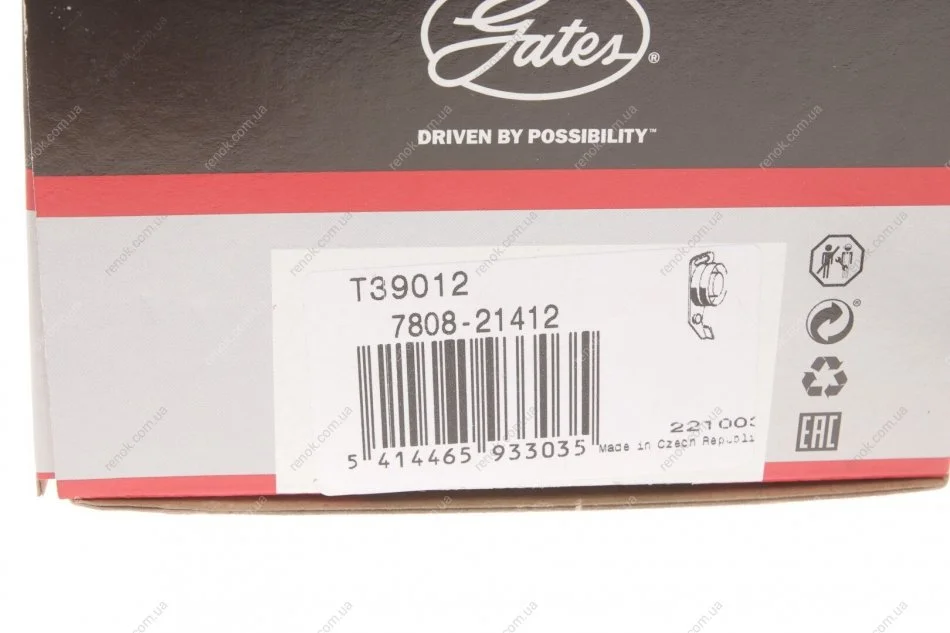 Gates®
DRIVEN BY POSSIBILITY™
T39012
7808-21412
5 414465 933035
22100
Made in Czech Republi
EAC
renok.com.ua